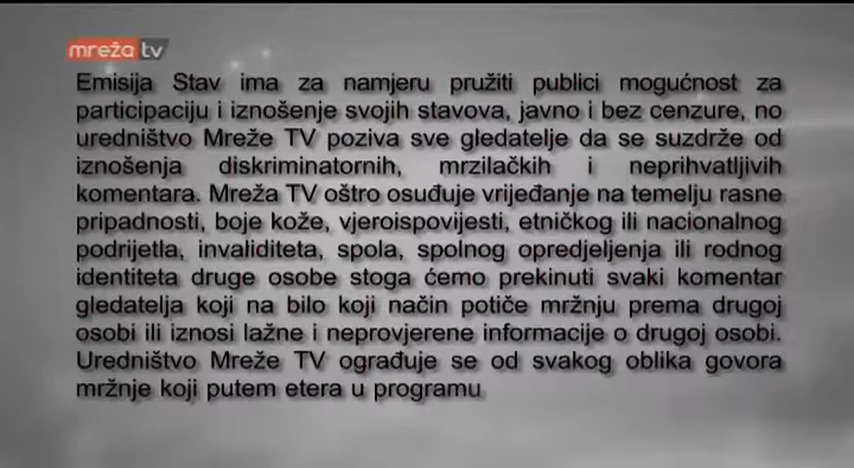 mreža tv
Emisija Stav ima za namjeru pružiti publici mogućnost za
participaciju i iznošenje svojih stavova, javno i bez cenzure, no
uredništvo Mreže TV poziva sve gledatelje da se suzdrže od
iznošenja diskriminatornih, mrzilačkih i neprihvatljivih
komentara. Mreža TV oštro osuđuje vrijeđanje na temelju rasne
pripadnosti, boje kože, vjeroispovijesti, etničkog ili nacionalnog
podrijetla, invaliditeta, spola, spolnog opredjeljenja ili rodnog
identiteta druge osobe stoga ćemo prekinuti svaki komentar
gledatelja koji na bilo koji način potiče mržnju prema drugoj
osobi ili iznosi lažne i neprovjerene informacije o drugoj osobi.
Uredništvo Mreže TV ograđuje se od svakog oblika govora
mržnje koji putem etera u programu